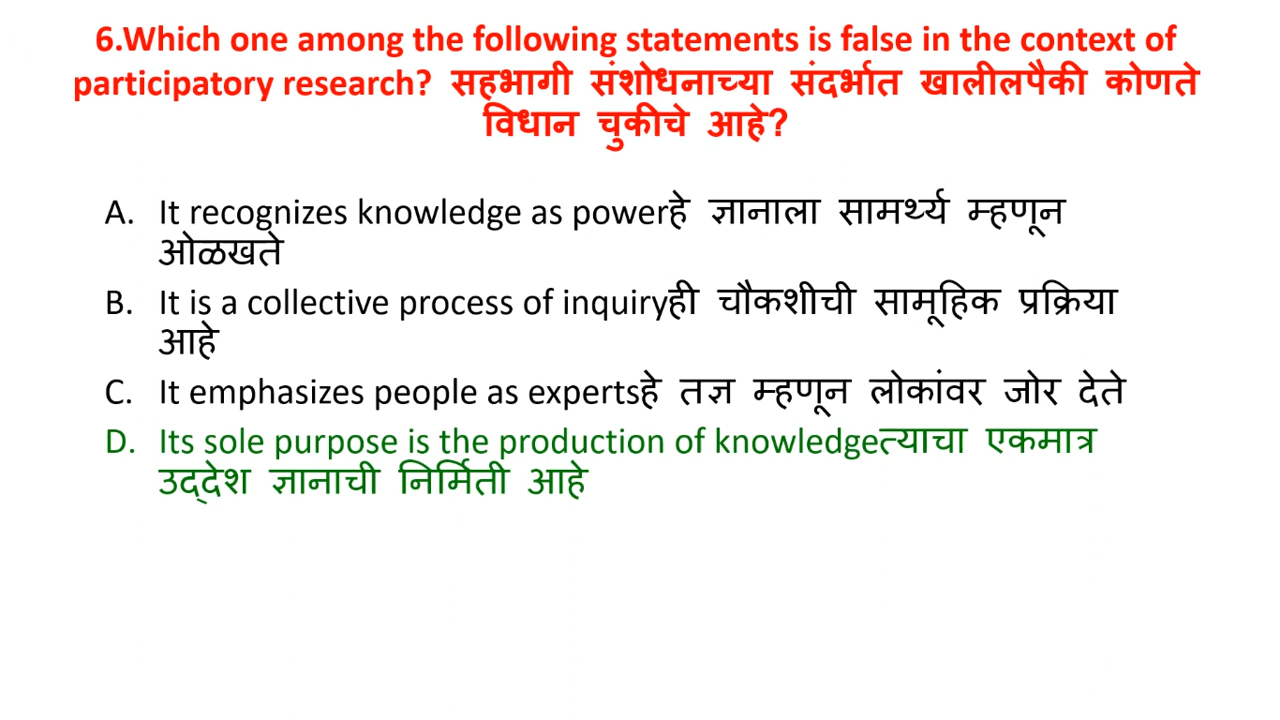 6.Which one among the following statements is false in the context of
participatory research? सहभागी संशोधनाच्या संदर्भात खालीलपैकी कोणते
विधान चुकीचे आहे?
A. It recognizes knowledge as powerहे ज्ञानाला सामर्थ्य म्हणून
ओळखते
B. It is a collective process of inquiryही चौकशीची सामूहिक प्रक्रिया
आहे
C. It emphasizes people as expertsहे तज्ञ म्हणून लोकांवर जोर देते
D. Its sole purpose is the production of knowledgeत्याचा एकमात्र
उद्देश ज्ञानाची निर्मिती आहे